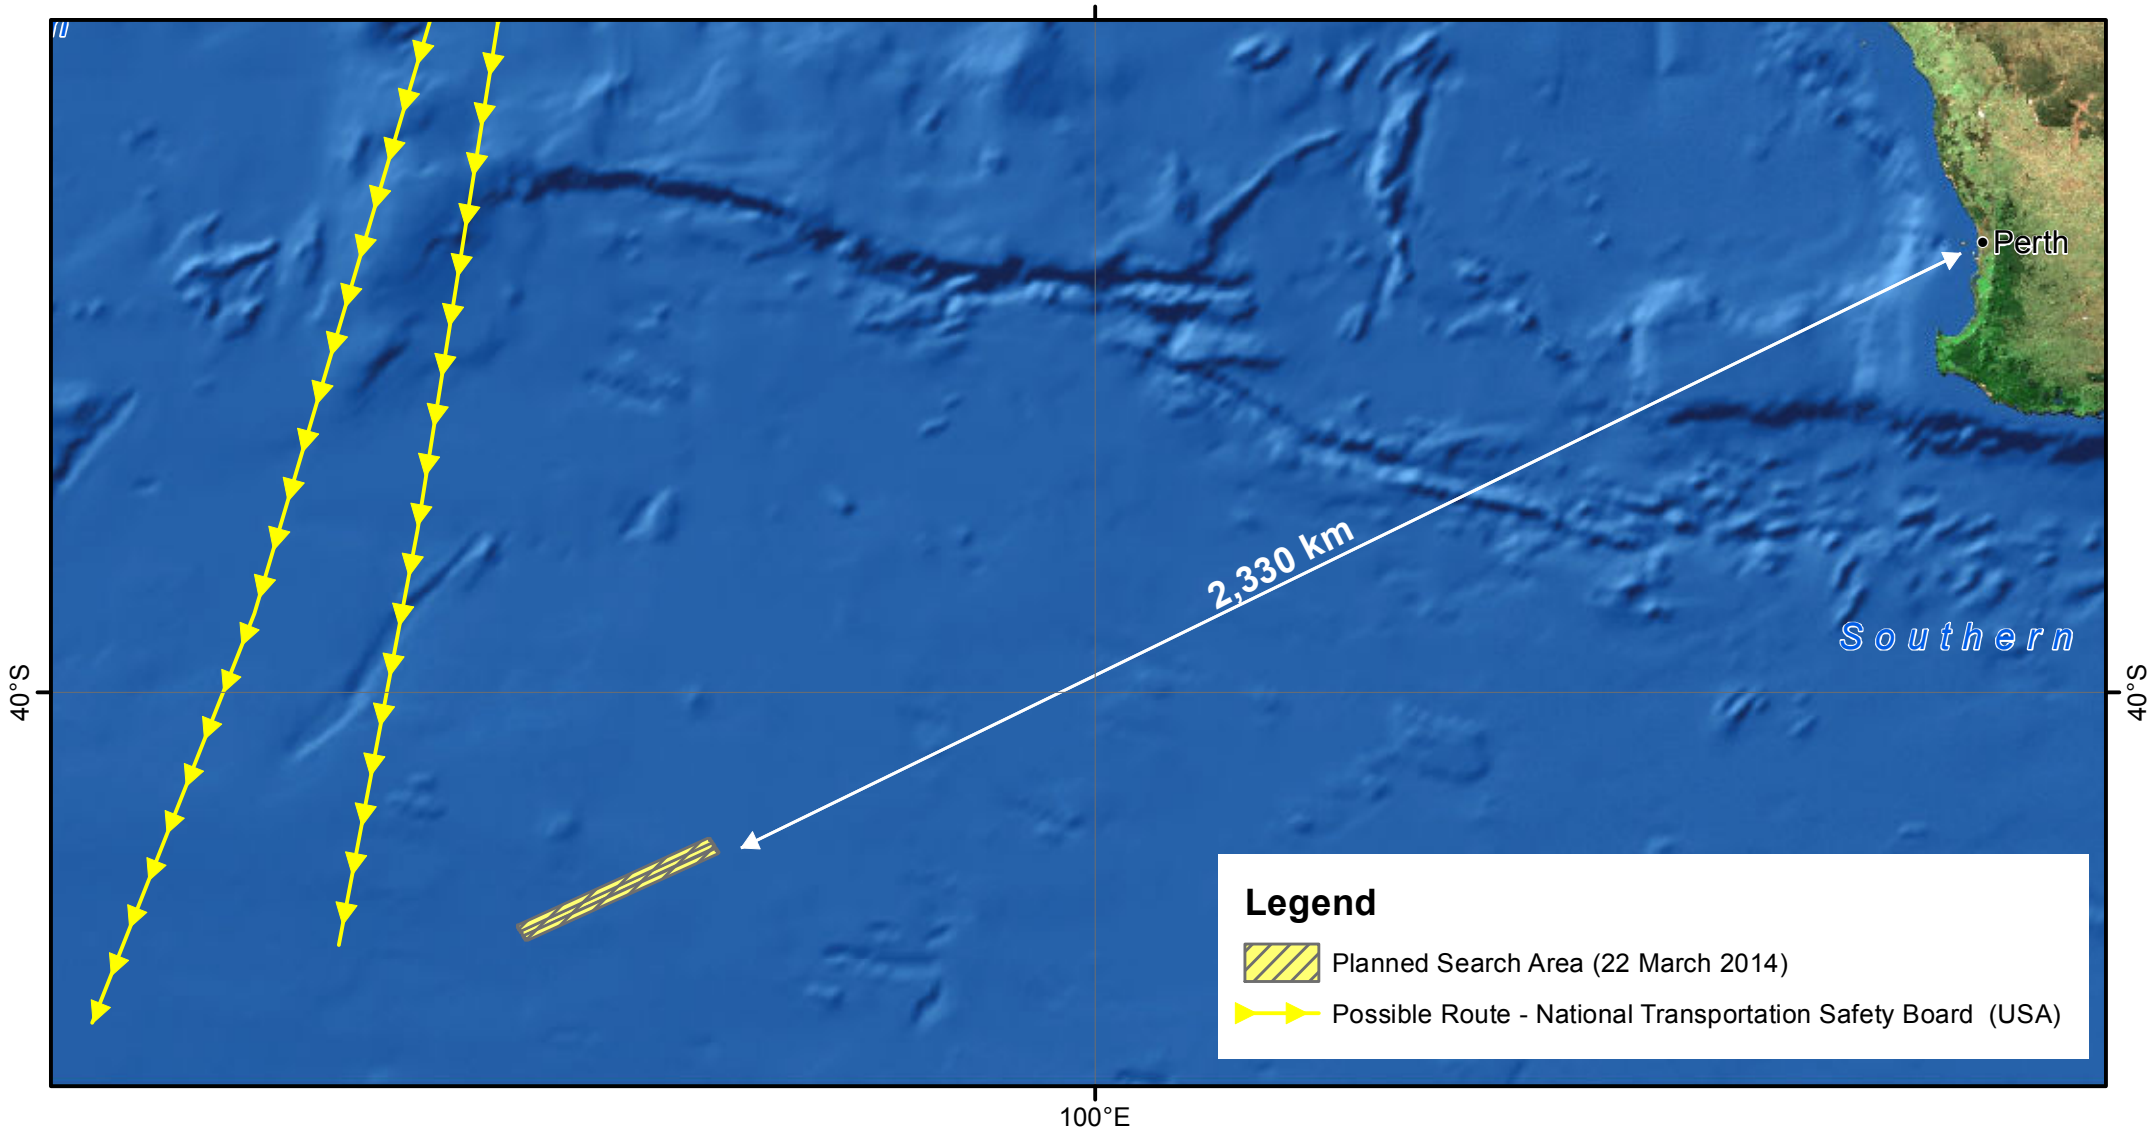 n
Perth
2,330 km
Southern
40°S
40°S
Legend
Planned Search Area (22 March 2014)
Possible Route - National Transportation Safety Board (USA)
100°E